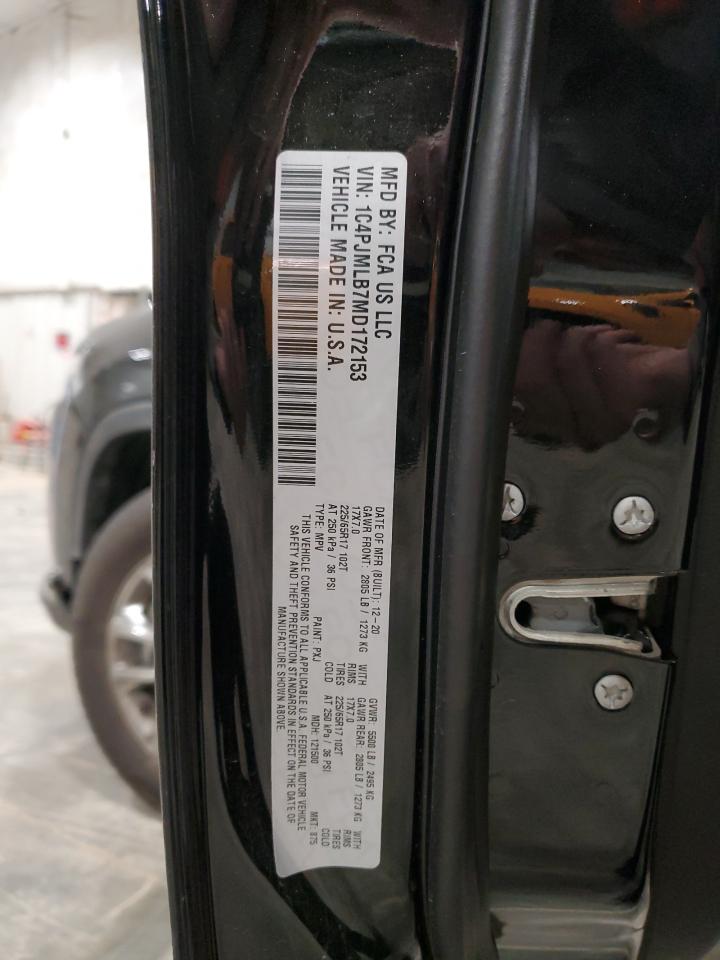 MFD BY: FCA US LLC
VIN: 1C4PJMLB7MD172153
VEHICLE MADE IN: U.S.A.
DATE OF MFR (BUILT): 12-20 GVWR: 5500 LB / 2495 KG
GAWR FRONT: 2805 LB / 1273 KG WITH GAWR REAR: 2805 LB / 1273 KG WITH
17X7.0 RIMS 17X7.0 RIMS
225/65R17 102T TIRES 225/65R17 102T TIRES
AT 250 kPa / 36 PSI COLD AT 250 kPa / 36 PSI COLD
TYPE: MPV PAINT: PXJ MDH: 121500 MKT: 875
THIS VEHICLE CONFORMS TO ALL APPLICABLE U.S.A. FEDERAL MOTOR VEHICLE
SAFETY AND THEFT PREVENTION STANDARDS IN EFFECT ON THE DATE OF
MANUFACTURE SHOWN ABOVE.